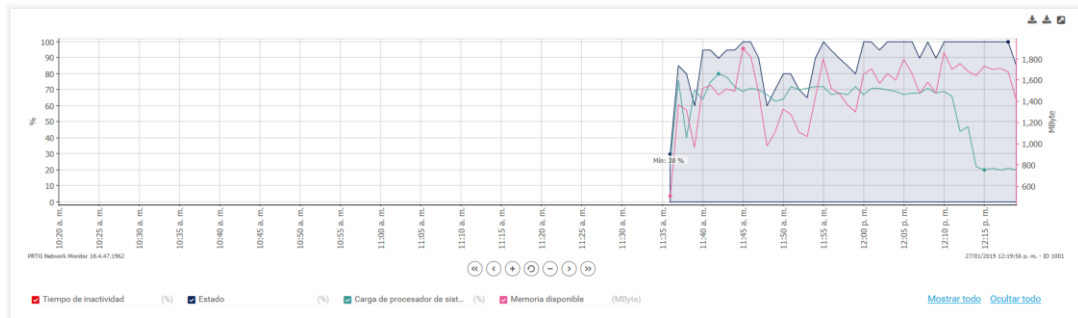 100
90
80
70
60
50
40
30
20
10
0
%
1,800
1,600
1,400
1,200
1,000
800
600
MByte
Min: 30 %
10:20 a. m.
10:25 a. m.
10:30 a. m.
10:35 a. m.
10:40 a. m.
10:45 a. m.
10:50 a. m.
10:55 a. m.
11:00 a. m.
11:05 a. m.
11:10 a. m.
11:15 a. m.
11:20 a. m.
11:25 a. m.
11:30 a. m.
11:35 a. m.
11:40 a. m.
11:45 a. m.
11:50 a. m.
11:55 a. m.
12:00 p. m.
12:05 p. m.
12:10 p. m.
12:15 p. m.
PRTG Network Monitor 18.4.47.1962
27/01/2019 12:19:56 p. m. - ID 1001
Tiempo de inactividad (%)
Estado (%)
Carga de procesador de sist... (%)
Memoria disponible (MByte)
Mostrar todo
Ocultar todo